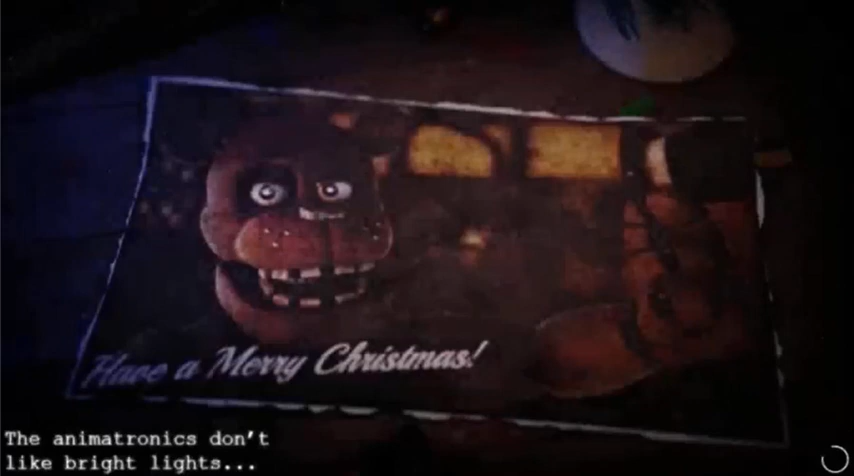 Have a Merry Christmas!
The animatronics don't
like bright lights...